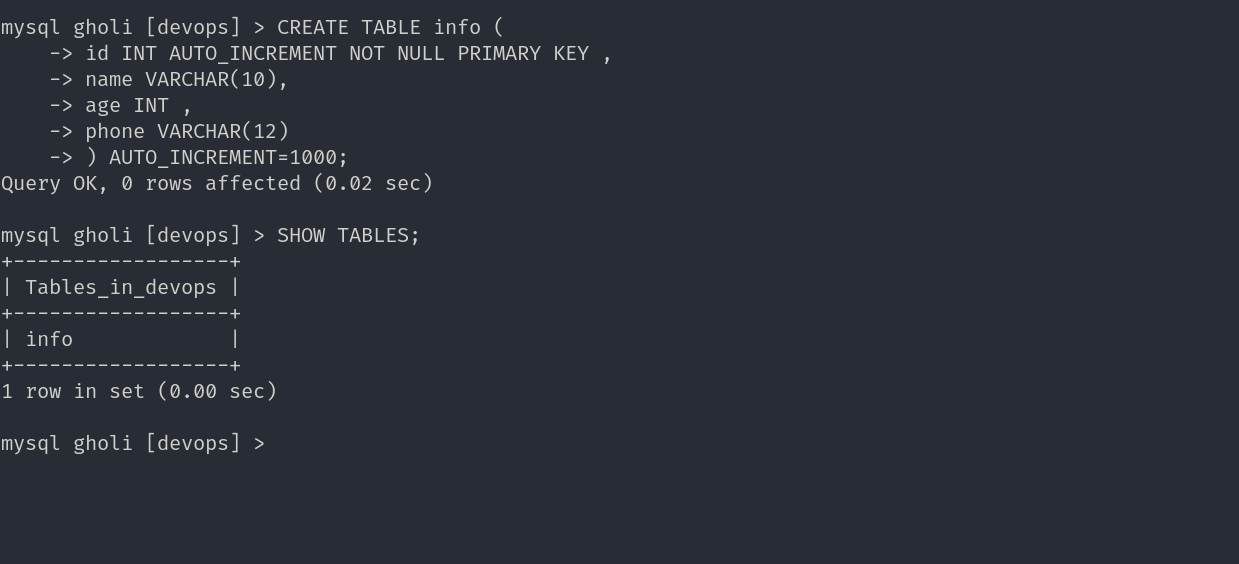 mysql gholi [devops] > CREATE TABLE info (
    -> id INT AUTO_INCREMENT NOT NULL PRIMARY KEY ,
    -> name VARCHAR(10),
    -> age INT ,
    -> phone VARCHAR(12)
    -> ) AUTO_INCREMENT=1000;
Query OK, 0 rows affected (0.02 sec)

mysql gholi [devops] > SHOW TABLES;
+------------------+
| Tables_in_devops |
+------------------+
| info             |
+------------------+
1 row in set (0.00 sec)

mysql gholi [devops] >